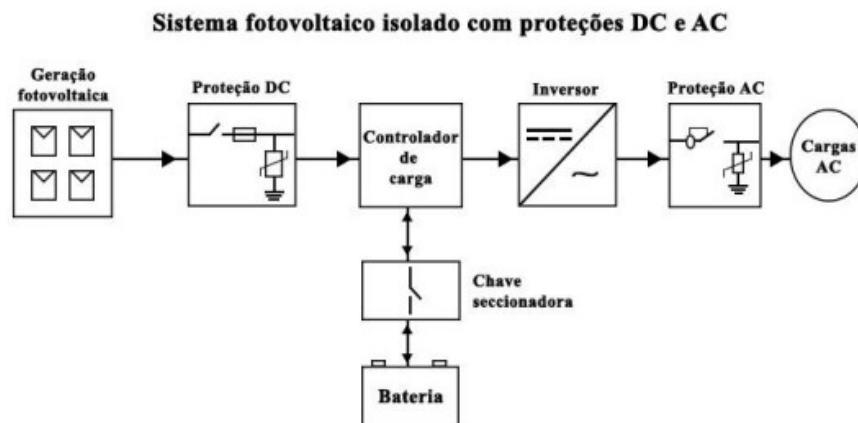 Sistema fotovoltaico isolado com proteções DC e AC
Geração
fotovoltaica
Proteção DC
Controlador
de
carga
Inversor
Proteção AC
Cargas
AC
Chave
seccionadora
Bateria